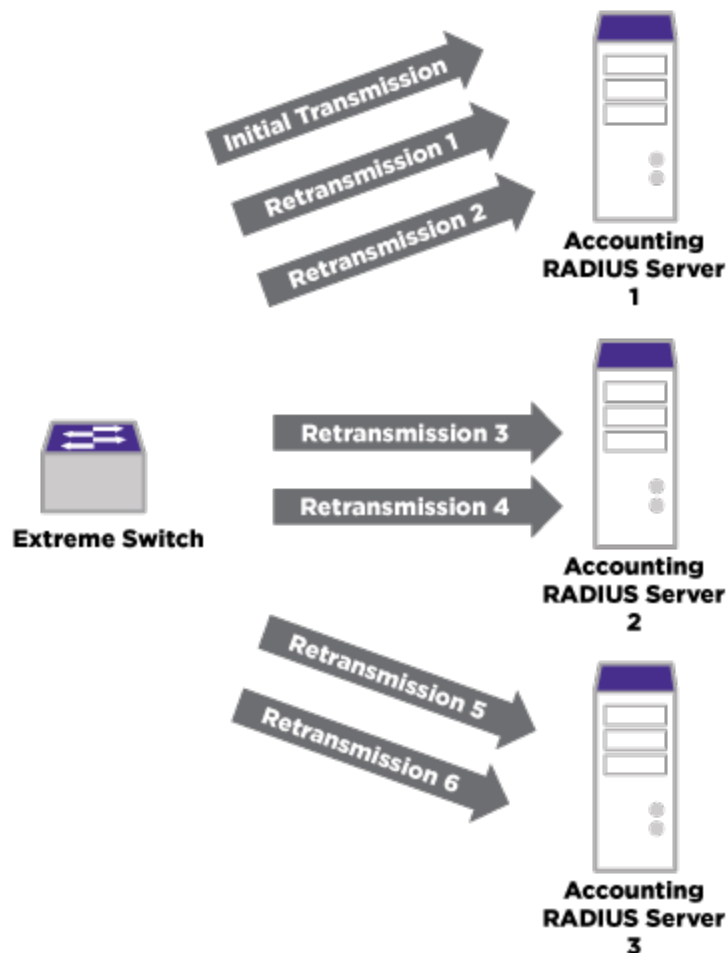 Initial Transmission
Retransmission 1
Retransmission 2
Accounting
RADIUS Server
1
Retransmission 3
Retransmission 4
Extreme Switch
Accounting
RADIUS Server
2
Retransmission 5
Retransmission 6
Accounting
RADIUS Server
3